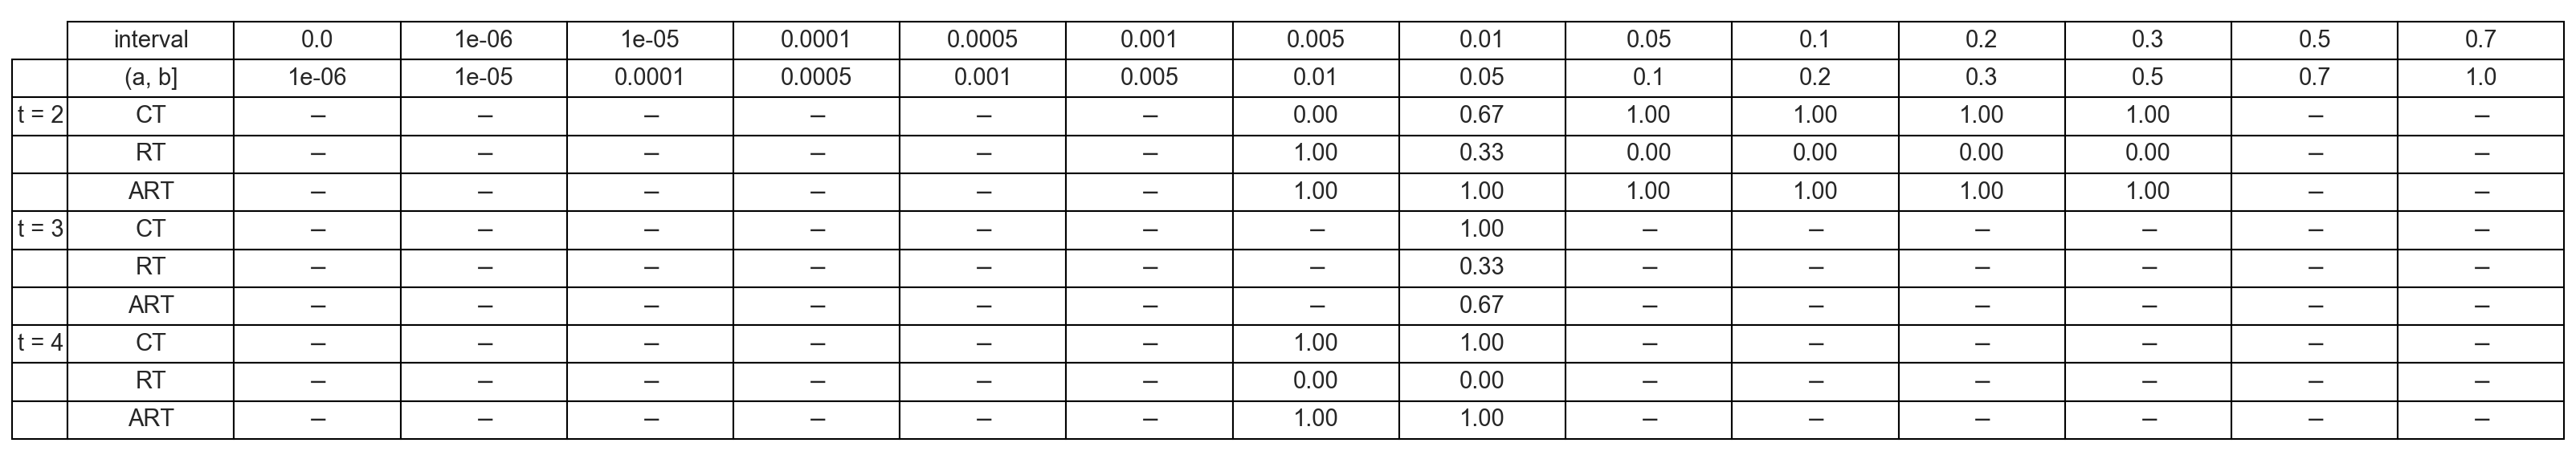 interval 0.0 1e-06 1e-05 0.0001 0.0005 0.001 0.005 0.01 0.05 0.1 0.2 0.3 0.5 0.7
(a, b] 1e-06 1e-05 0.0001 0.0005 0.001 0.005 0.01 0.05 0.1 0.2 0.3 0.5 0.7 1.0
t = 2 CT – – – – – – 0.00 0.67 1.00 1.00 1.00 1.00 – –
RT – – – – – – 1.00 0.33 0.00 0.00 0.00 0.00 – –
ART – – – – – – 1.00 1.00 1.00 1.00 1.00 1.00 – –
t = 3 CT – – – – – – – 1.00 – – – – – –
RT – – – – – – – 0.33 – – – – – –
ART – – – – – – – 0.67 – – – – – –
t = 4 CT – – – – – – 1.00 1.00 – – – – – –
RT – – – – – – 0.00 0.00 – – – – – –
ART – – – – – – 1.00 1.00 – – – – – –